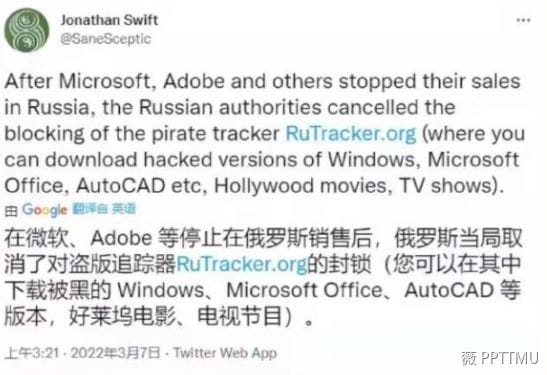 Jonathan Swift
@SaneSceptic
After Microsoft, Adobe and others stopped their sales
in Russia, the Russian authorities cancelled the
blocking of the pirate tracker RuTracker.org (where you
can download hacked versions of Windows, Microsoft
Office, AutoCAD etc, Hollywood movies, TV shows).
由 Google 翻译自 英语
在微软、Adobe 等停止在俄罗斯销售后，俄罗斯当局取
消了对盗版追踪器RuTracker.org的封锁（您可以在其中
下载被黑的 Windows、Microsoft Office、AutoCAD 等
版本，好莱坞电影、电视节目）。
上午3:21 · 2022年3月7日 · Twitter Web App
薇 PPTTMU